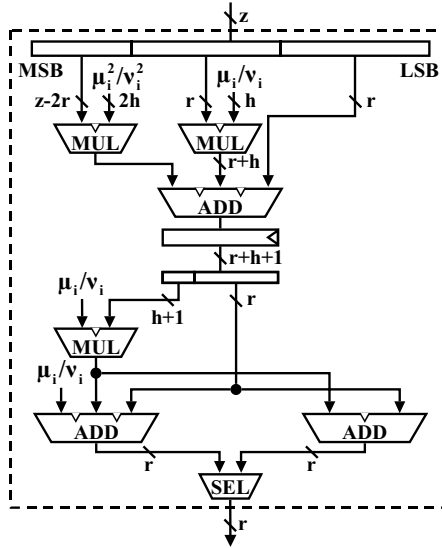 z
MSB μᵢ²/νᵢ² μᵢ/νᵢ LSB
z-2r 2h r h r
MUL MUL
r+h
ADD
r+h+1
μᵢ/νᵢ h+1 r
MUL
μᵢ/νᵢ
ADD ADD
r r
SEL
r